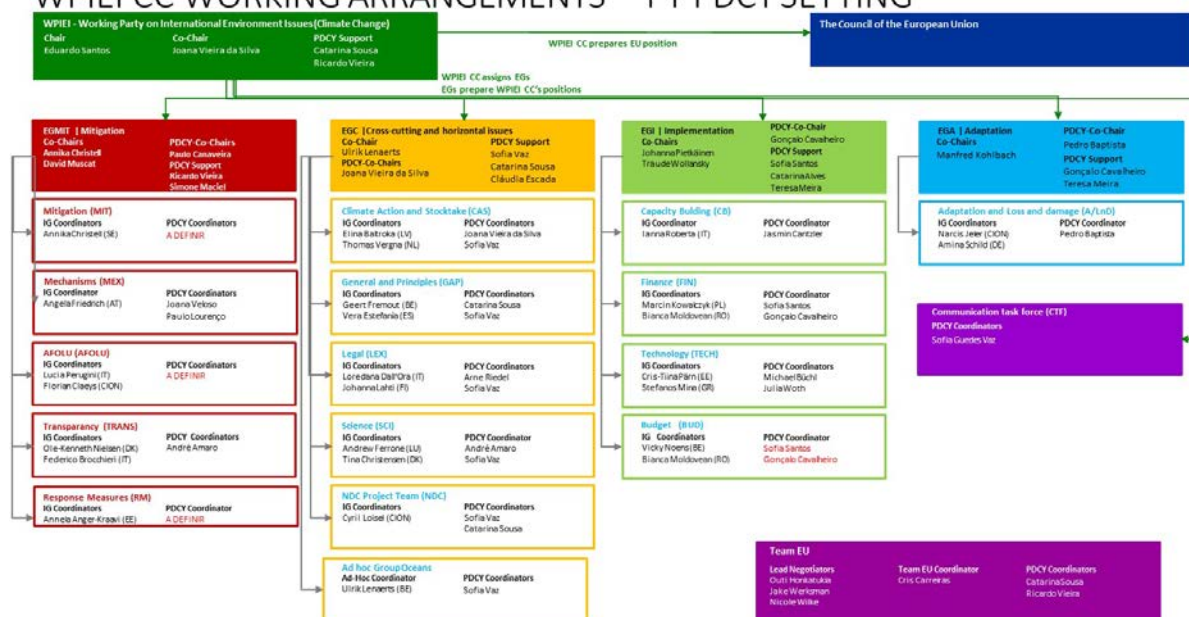 WPIEI CC WORKING ARRANGEMENTS – PT PDCY SETTING
WPIEI - Working Party on International Environment Issues(Climate Change)
Chair
Eduardo Santos
Co-Chair
Joana Vieira da Silva
PDCY Support
Catarina Sousa
Ricardo Vieira
WPIEI CC prepares EU position
The Council of the European Union
WPIEI CC assigns EGs
EGs prepare WPIEI CC's positions
EGMIT | Mitigation
Co-Chairs
Annika Christell
David Muscat
PDCY-Co-Chairs
Paulo Canaveira
PDCY Support
Ricardo Vieira
Simone Maciel
Mitigation (MIT)
IG Coordinators
Annika Christell (SE)
PDCY Coordinators
A DEFINIR
Mechanisms (MEX)
IG Coordinator
Angela Friedrich (AT)
PDCY Coordinators
Joana Veloso
Paulo Lourenço
AFOLU (AFOLU)
IG Coordinators
Lucia Perugini (IT)
Florian Claeys (CION)
PDCY Coordinators
A DEFINIR
Transparancy (TRANS)
IG Coordinators
Ole-Kenneth Nielsen (DK)
Federico Brocchieri (IT)
PDCY Coordinators
André Amaro
Response Measures (RM)
IG Coordinators
Annela Anger-Kraavi (EE)
PDCY Coordinator
A DEFINIR
EGC | Cross-cutting and horizontal issues
Co-Chair
Ulrik Lenaerts
PDCY-Co-Chairs
Joana Vieira da Silva
PDCY Support
Sofia Vaz
Catarina Sousa
Cláudia Escada
Climate Action and Stocktake (CAS)
IG Coordinators
Elina Baltroka (LV)
Thomas Vergna (NL)
PDCY Coordinators
Joana Vieira da Silva
Sofia Vaz
General and Principles (GAP)
IG Coordinators
Geert Fremout (BE)
Vera Estefania (ES)
PDCY Coordinators
Catarina Sousa
Sofia Vaz
Legal (LEX)
IG Coordinators
Loredana Dall'Ora (IT)
Johanna Lahti (FI)
PDCY Coordinators
Arne Riedel
Sofia Vaz
Science (SCI)
IG Coordinators
Andrew Ferrone (LU)
Tina Christensen (DK)
PDCY Coordinator
André Amaro
Sofia Vaz
NDC Project Team (NDC)
IG Coordinators
Cyril Loisel (CION)
PDCY Coordinators
Sofia Vaz
Catarina Sousa
Ad hoc Group Oceans
Ad-Hoc Coordinator
Ulrik Lenaerts (BE)
PDCY Coordinators
Sofia Vaz
EGI | Implementation
Co-Chairs
Johanna Pietikäinen
Traude Wollansky
PDCY-Co-Chair
Gonçalo Cavalheiro
PDCY Support
Sofia Santos
Catarina Alves
Teresa Meira
Capacity Bulding (CB)
IG Coordinators
Ianna Roberta (IT)
PDCY Coordinator
Jasmin Cantzler
Finance (FIN)
IG Coordinators
Marcin Kowalczyk (PL)
Bianca Moldovean (RO)
PDCY Coordinators
Sofia Santos
Gonçalo Cavalheiro
Technology (TECH)
IG Coordinators
Cris-Tiina Pärn (EE)
Stefanos Mira (GR)
PDCY Coordinators
Michael Büchl
Julia Woth
Budget (BUD)
IG Coordinators
Vicky Noens (BE)
Bianca Moldovean (RO)
PDCY Coordinator
Sofia Santos
Gonçalo Cavalheiro
EGA | Adaptation
Co-Chairs
Manfred Kohlbach
PDCY-Co-Chair
Pedro Baptista
PDCY Support
Gonçalo Cavalheiro
Teresa Meira
Adaptation and Loss and damage (A/LnD)
IG Coordinators
Narcis Jeler (CION)
Amina Schild (DE)
PDCY Coordinators
Pedro Baptista
Communication task force (CTF)
PDCY Coordinators
Sofia Guedes Vaz
Team EU
Lead Negotiators
Outi Honkatukia
Jake Werksman
Nicole Wilke
Team EU Coordinator
Cris Carreiras
PDCY Coordinators
Catarina Sousa
Ricardo Vieira